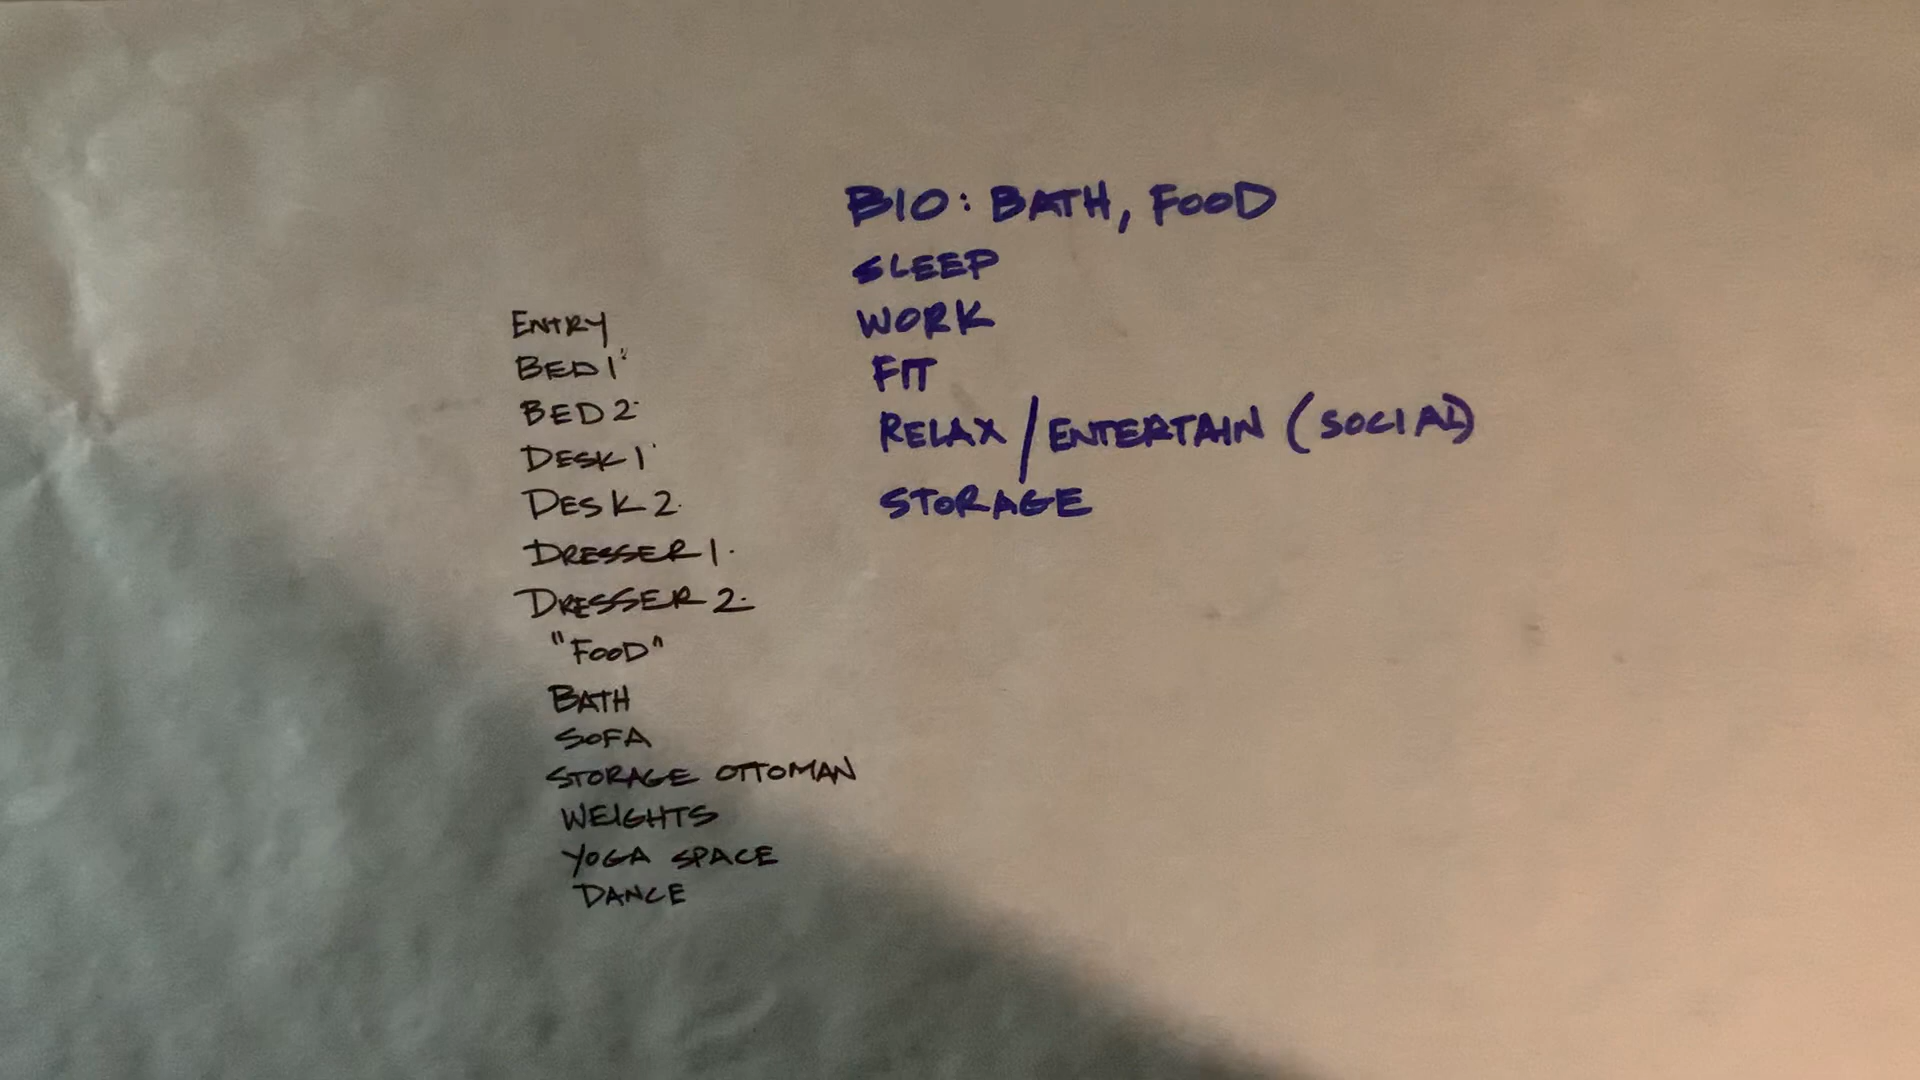 ENTRY
BED 1
BED 2
DESK 1
DESK 2
DRESSER 1
DRESSER 2
"FOOD"
BATH
SOFA
STORAGE OTTOMAN
WEIGHTS
YOGA SPACE
DANCE
BIO: BATH, FOOD
SLEEP
WORK
FIT
RELAX / ENTERTAIN (SOCIAL)
STORAGE